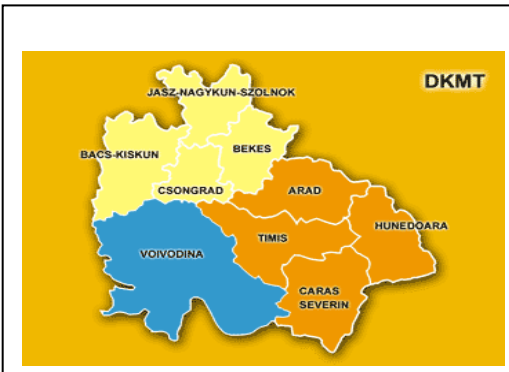 DKMT
JASZ-NAGYKUN-SZOLNOK
BACS-KISKUN
BEKES
CSONGRAD
ARAD
HUNEDOARA
TIMIS
VOIVODINA
CARAS
SEVERIN